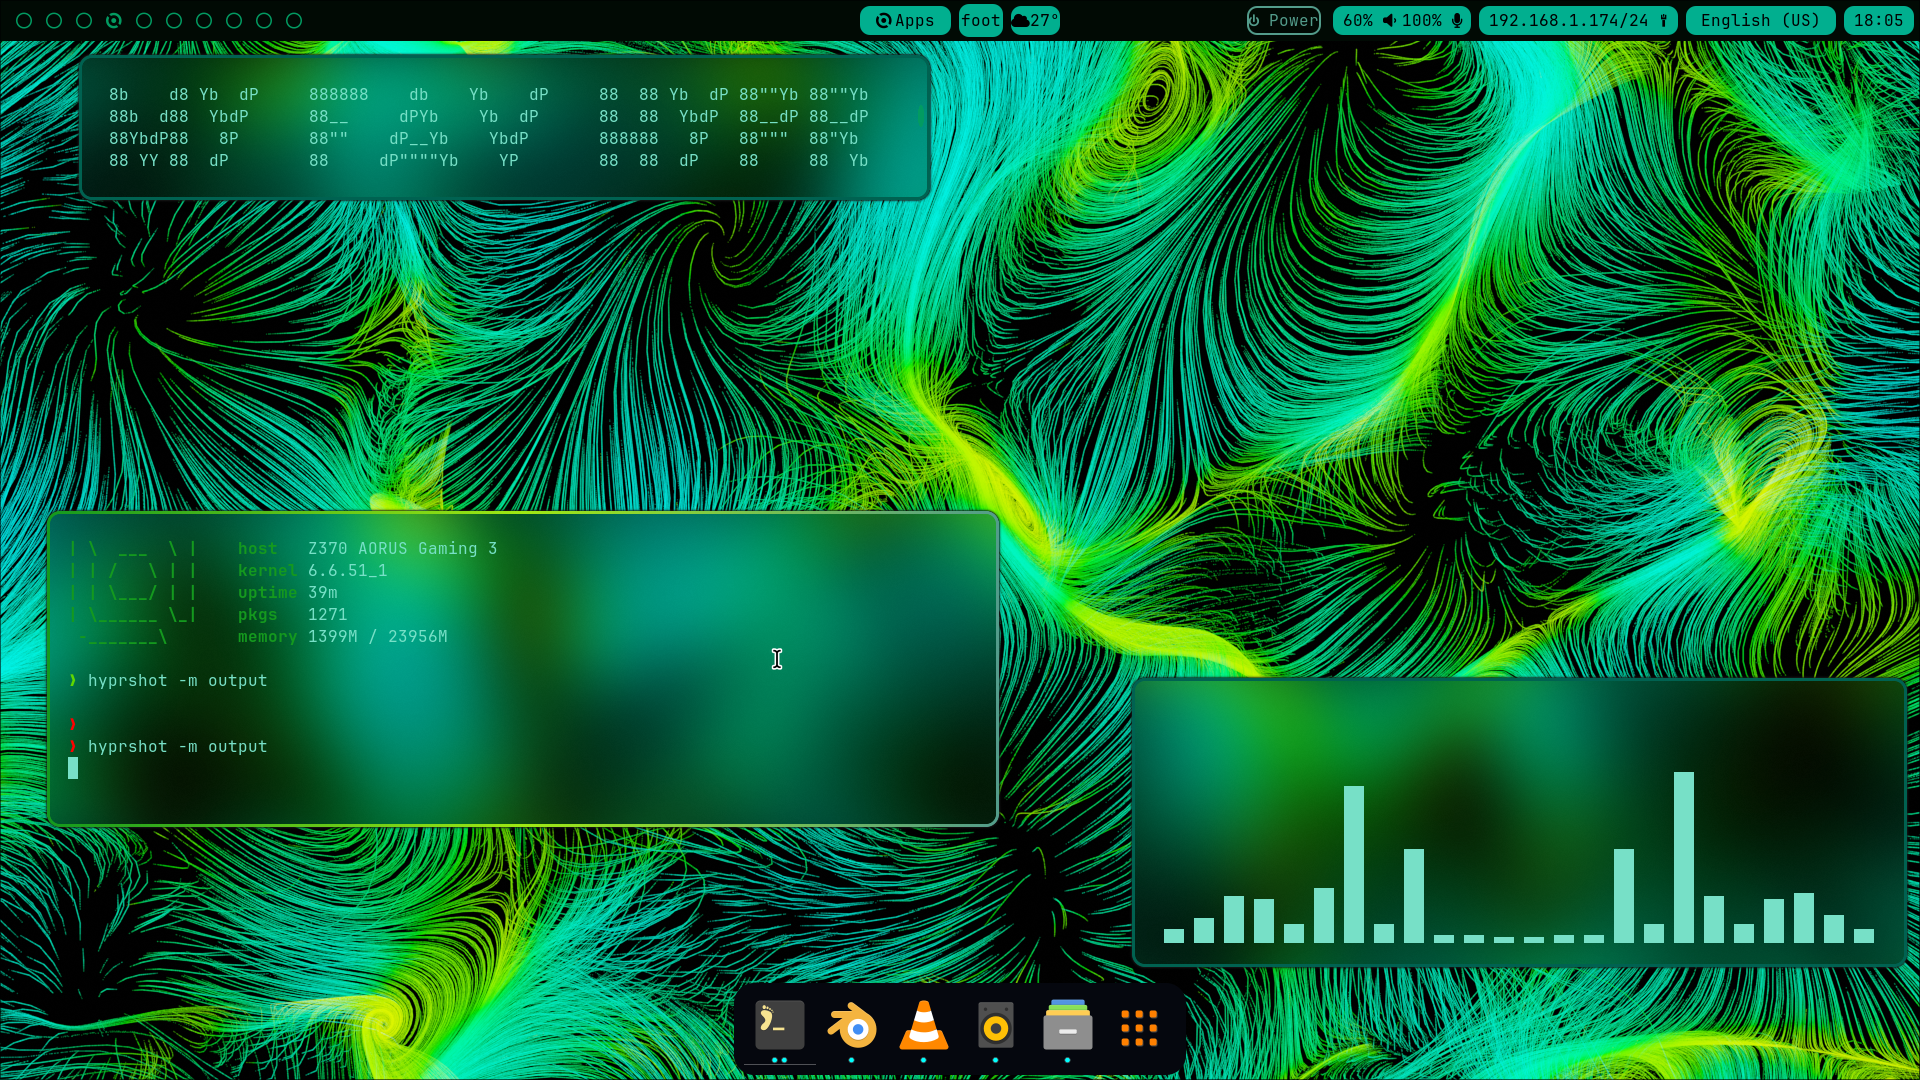 Apps foot 27° Power 60% 100% 192.168.1.174/24 English (US) 18:05
8b    d8 Yb  dP     888888    db    Yb    dP     88  88 Yb  dP 88""Yb 88""Yb
88b  d88  YbdP      88__     dPYb    Yb  dP      88  88  YbdP  88__dP 88__dP
88YbdP88   8P       88""    dP__Yb    YbdP       888888   8P   88"""  88"Yb
88 YY 88  dP        88     dP""""Yb    YP        88  88  dP    88     88  Yb
| \  ___  \ |    host   Z370 AORUS Gaming 3
| | /   \ | |    kernel 6.6.51_1
| | \___/ | |    uptime 39m
| \______ \_|    pkgs   1271
 -_______\       memory 1399M / 23956M
❯ hyprshot -m output
❯
❯ hyprshot -m output